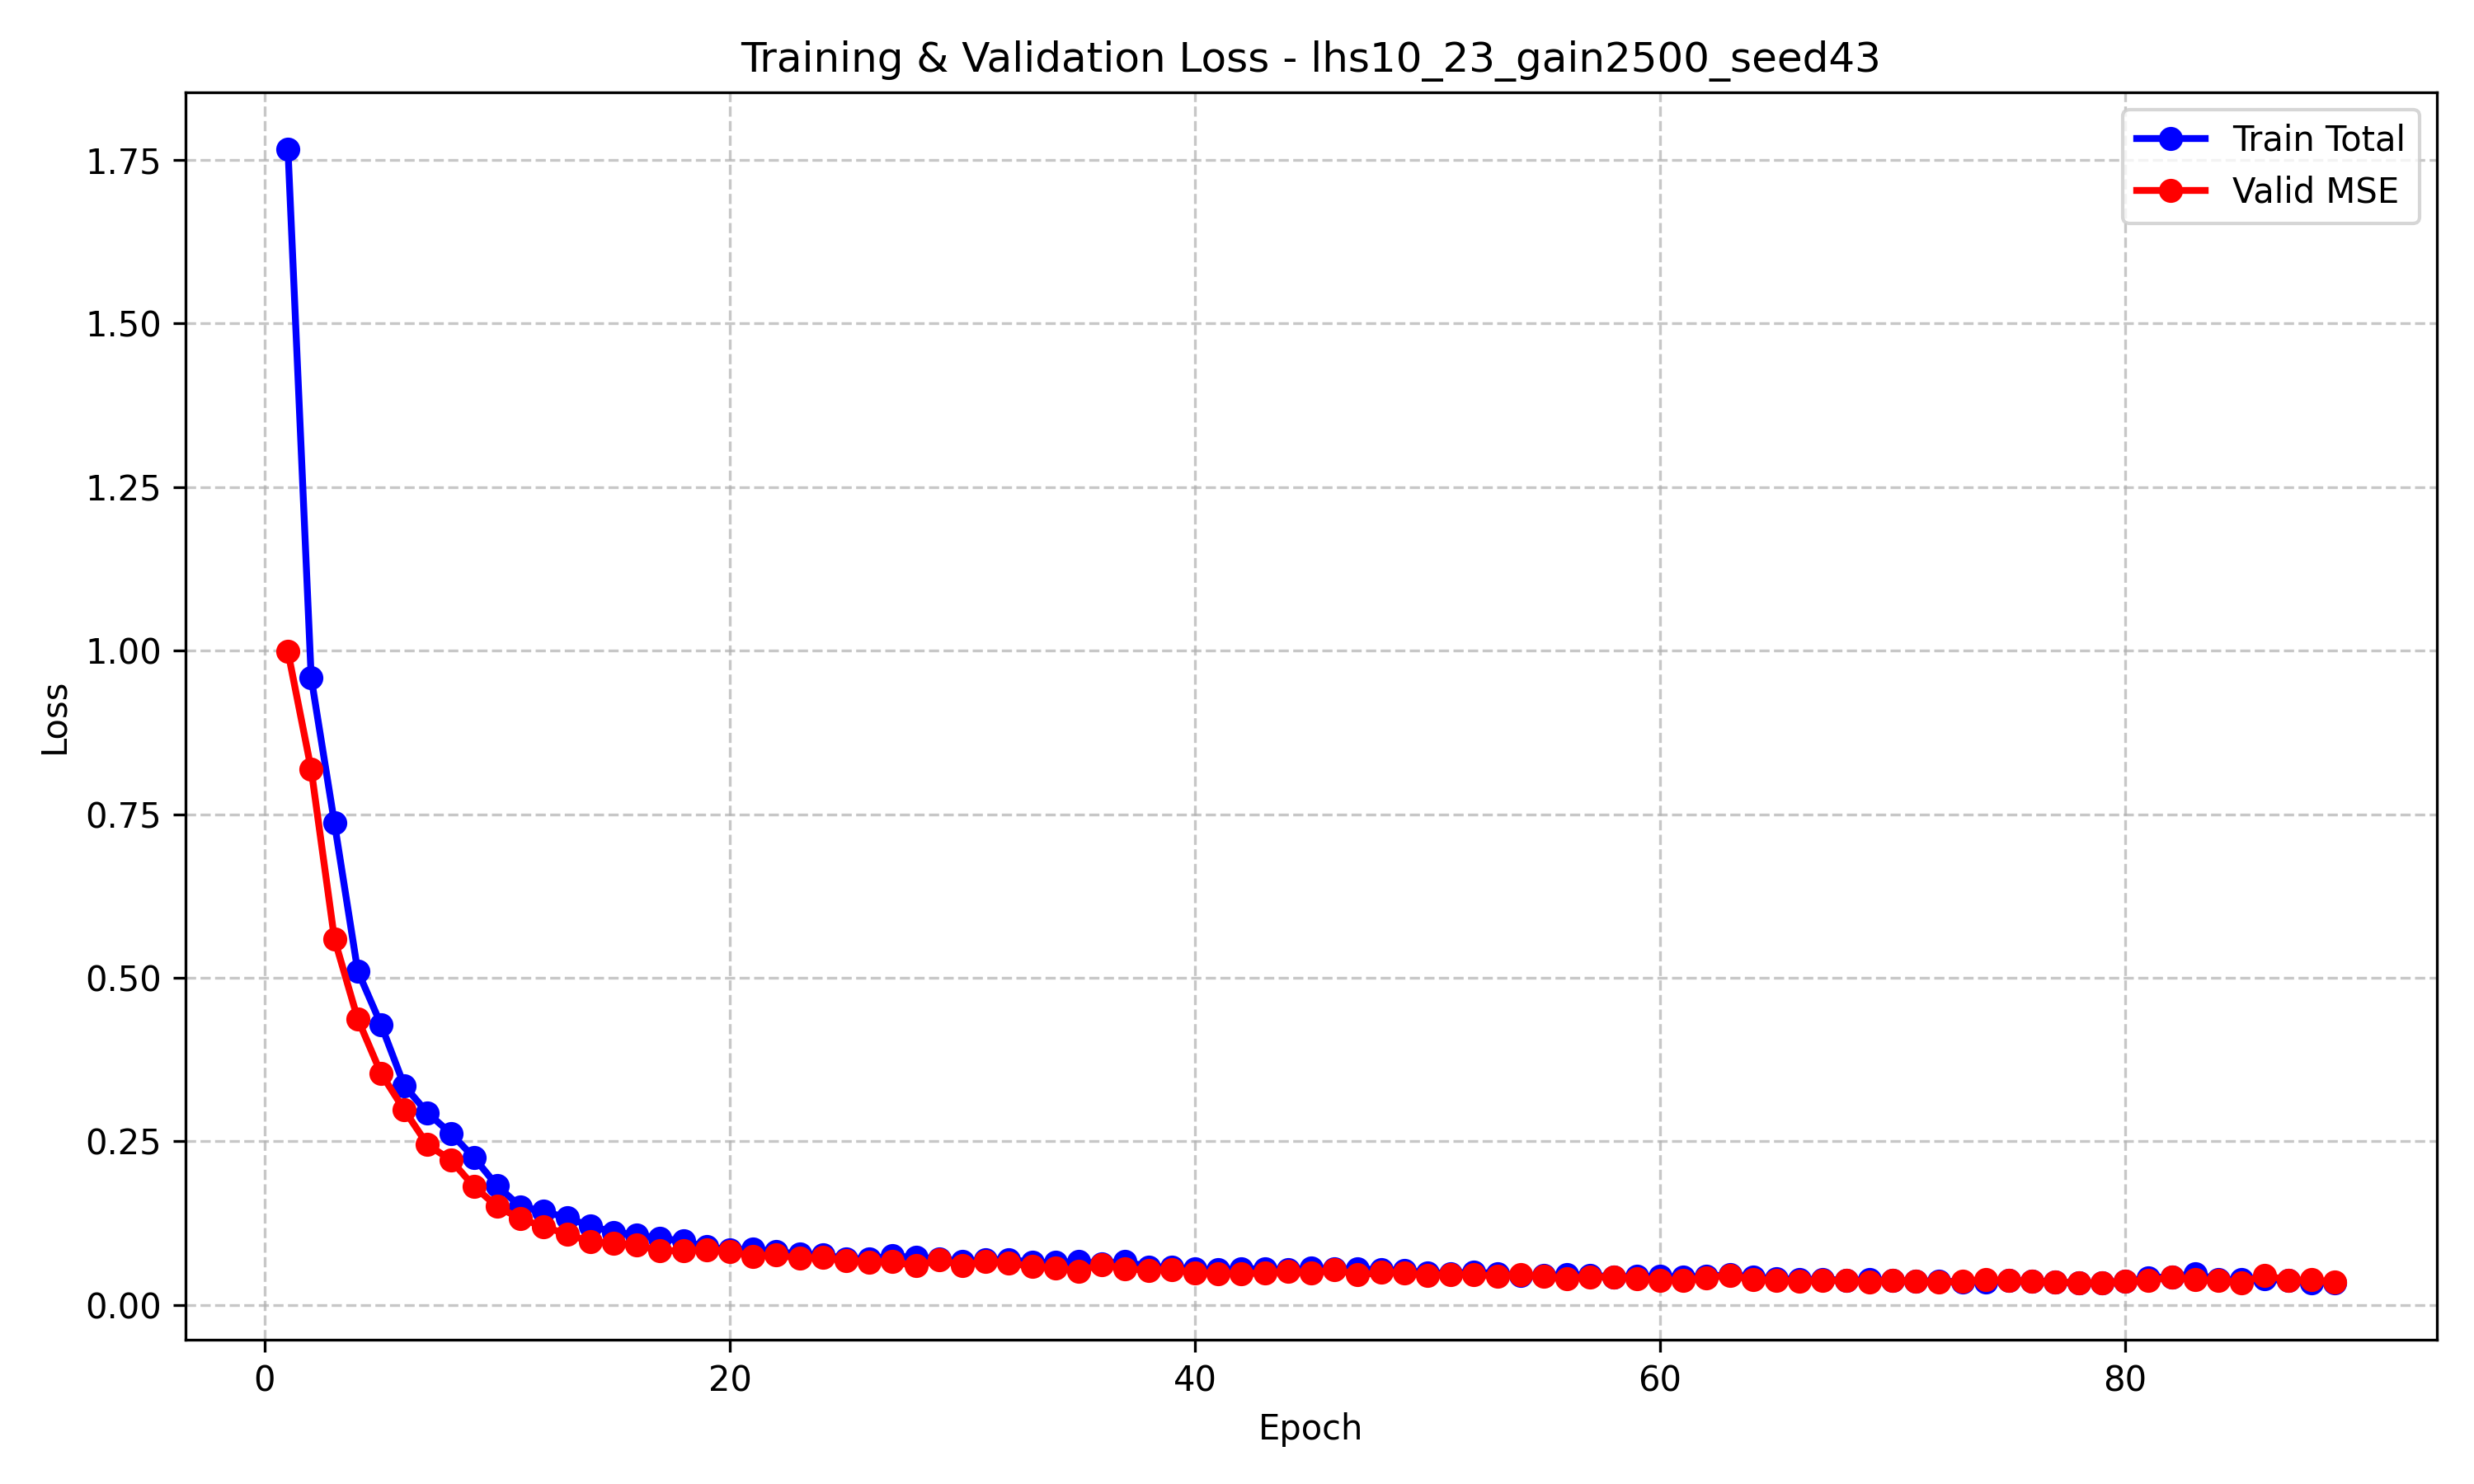 Training & Validation Loss - lhs10_23_gain2500_seed43
Train Total
Valid MSE
1.75
1.50
1.25
1.00
0.75
0.50
0.25
0.00
Loss
0 20 40 60 80
Epoch